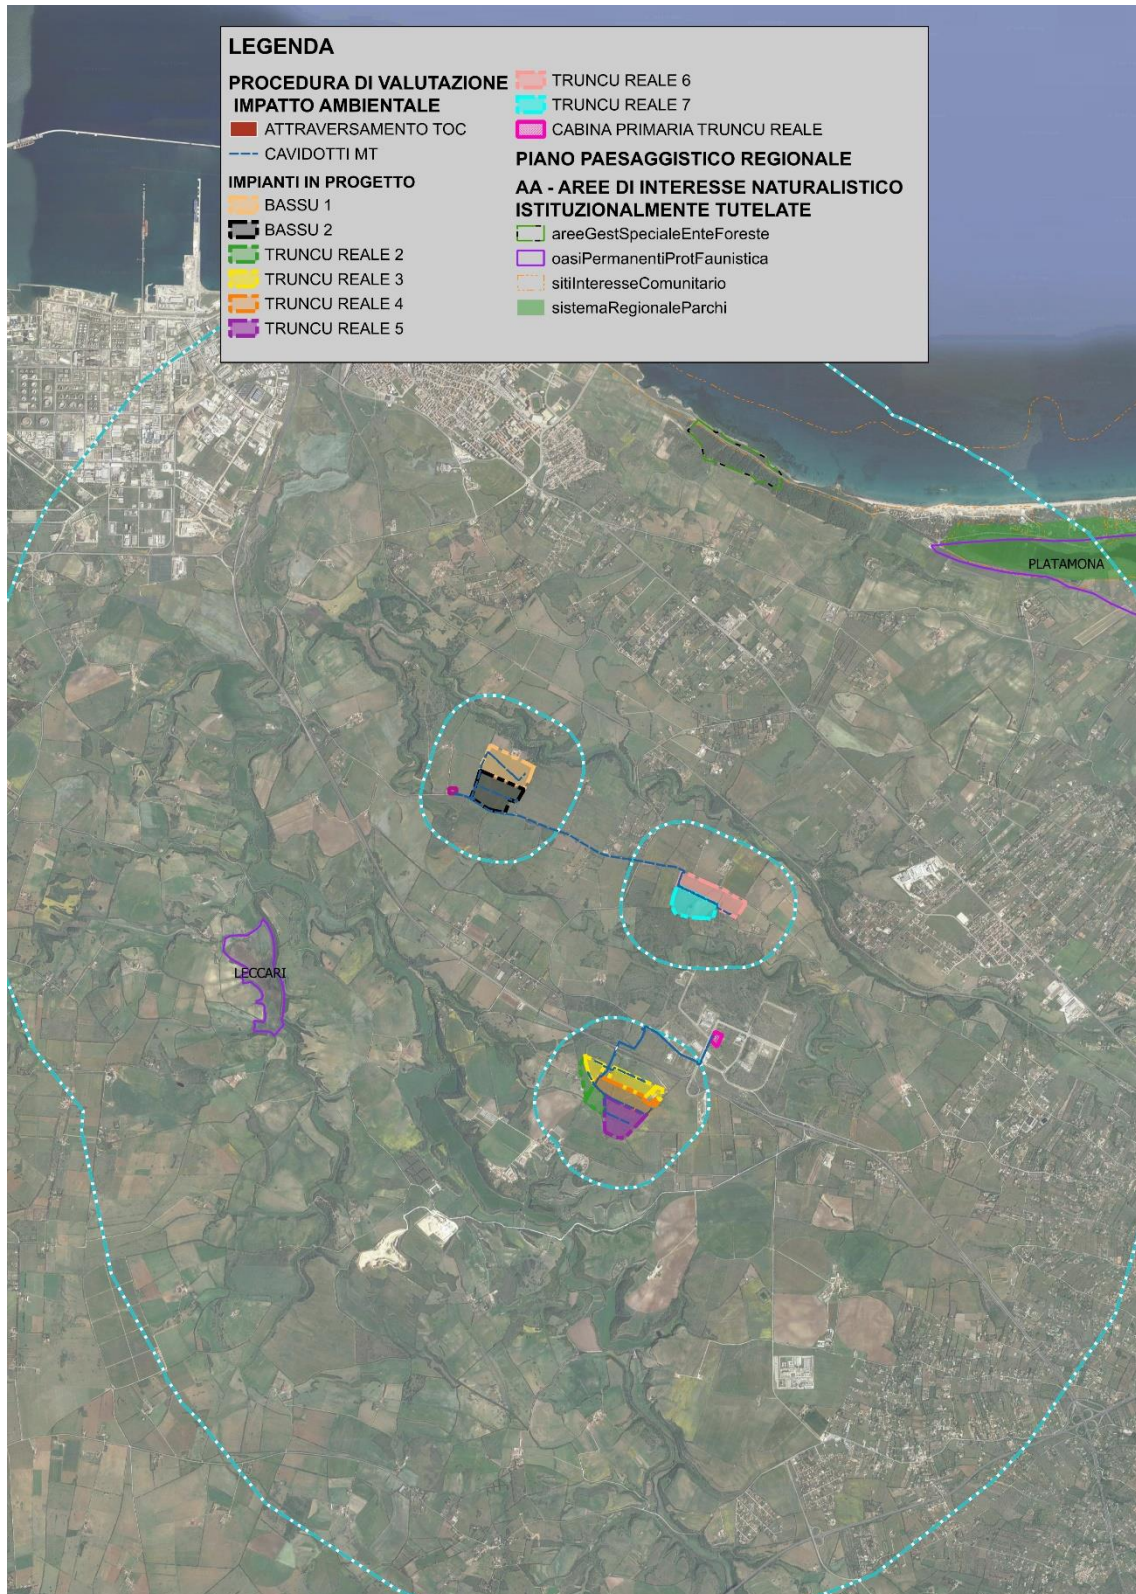 LEGENDA
PROCEDURA DI VALUTAZIONE
IMPATTO AMBIENTALE
ATTRAVERSAMENTO TOC
CAVIDOTTI MT
IMPIANTI IN PROGETTO
BASSU 1
BASSU 2
TRUNCU REALE 2
TRUNCU REALE 3
TRUNCU REALE 4
TRUNCU REALE 5
TRUNCU REALE 6
TRUNCU REALE 7
CABINA PRIMARIA TRUNCU REALE
PIANO PAESAGGISTICO REGIONALE
AA - AREE DI INTERESSE NATURALISTICO
ISTITUZIONALMENTE TUTELATE
areeGestSpecialeEnteForeste
oasiPermanentiProtFaunistica
sitiInteresseComunitario
sistemaRegionaleParchi
PLATAMONA
LECCARI